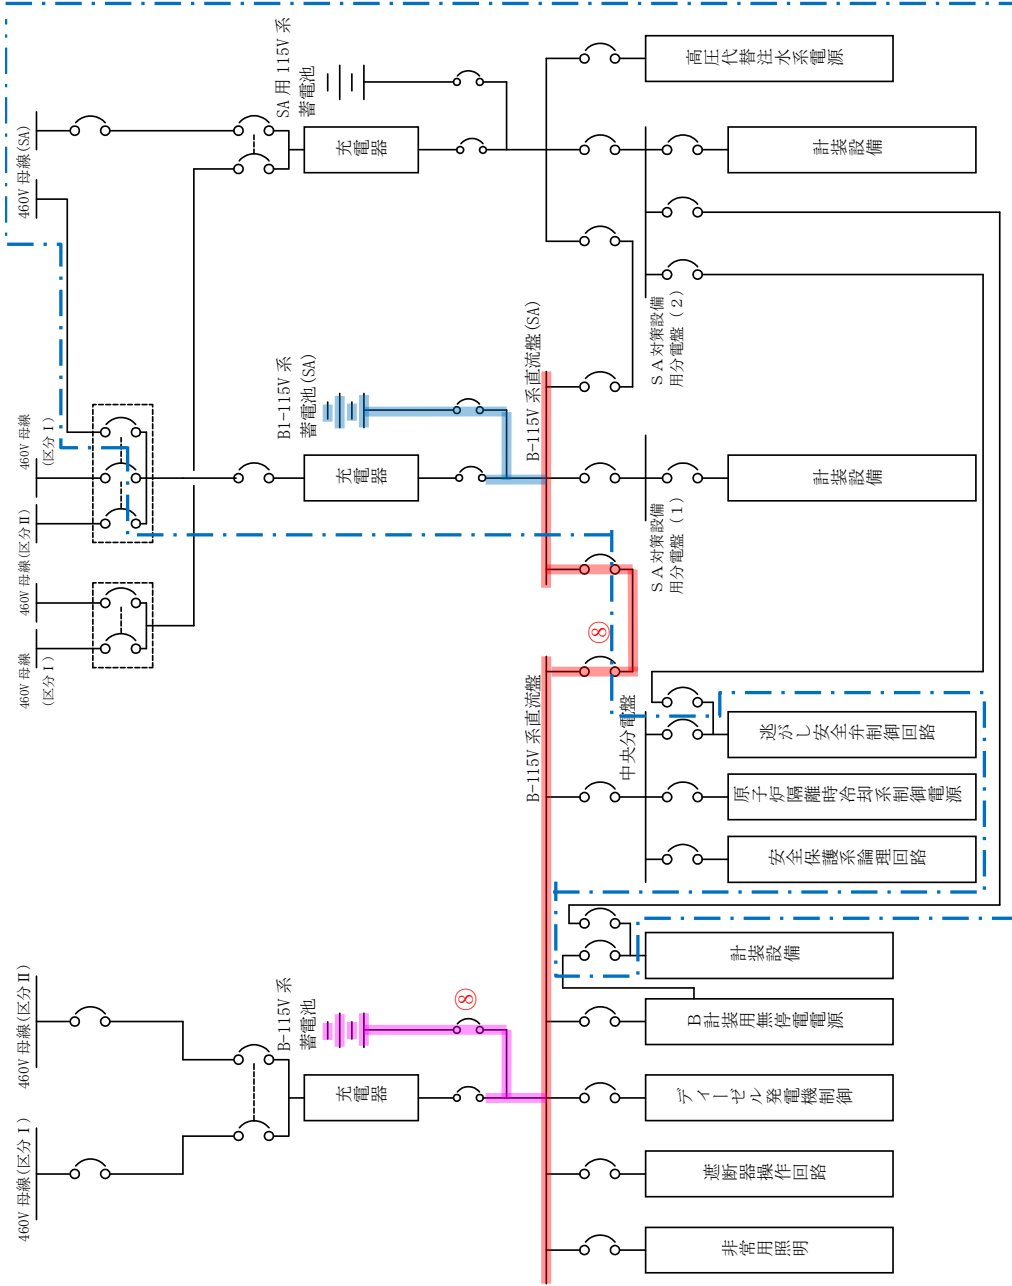 460V 母線(区分Ⅰ)
460V 母線(区分Ⅱ)
充電器
B-115V 系
蓄電池
⑧
460V 母線
(区分Ⅰ)
460V 母線
460V 母線(区分Ⅱ)
460V 母線
(区分Ⅰ)
充電器
B1-115V 系
蓄電池(SA)
460V 母線(SA)
充電器
SA 用 115V 系
蓄電池
B-115V 系直流盤
⑧
B-115V 系直流盤(SA)
非常用照明
遮断器操作回路
ディーゼル発電機制御
B計装用無停電電源
計装設備
中央分電盤
安全保護系論理回路
原子炉隔離時冷却系制御電源
逃がし安全弁制御回路
SA対策設備
用分電盤(1)
計装設備
SA対策設備
用分電盤(2)
計装設備
高圧代替注水系電源